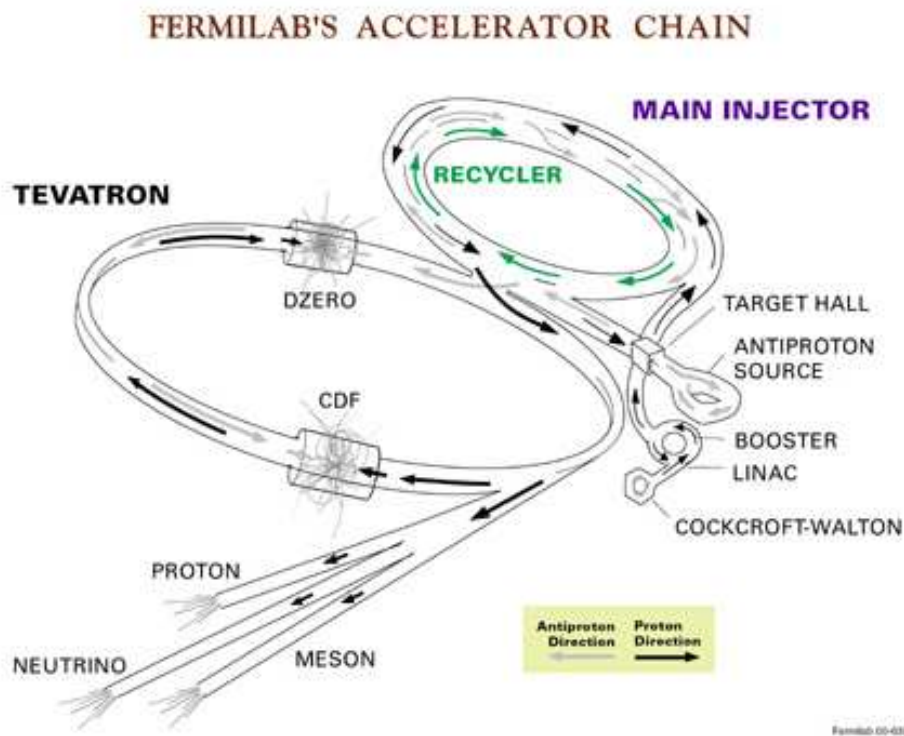 FERMILAB'S ACCELERATOR CHAIN
MAIN INJECTOR
RECYCLER
TEVATRON
DZERO
TARGET HALL
ANTIPROTON
SOURCE
CDF
BOOSTER
LINAC
COCKCROFT-WALTON
PROTON
NEUTRINO
MESON
Antiproton Direction
Proton Direction
Fermilab